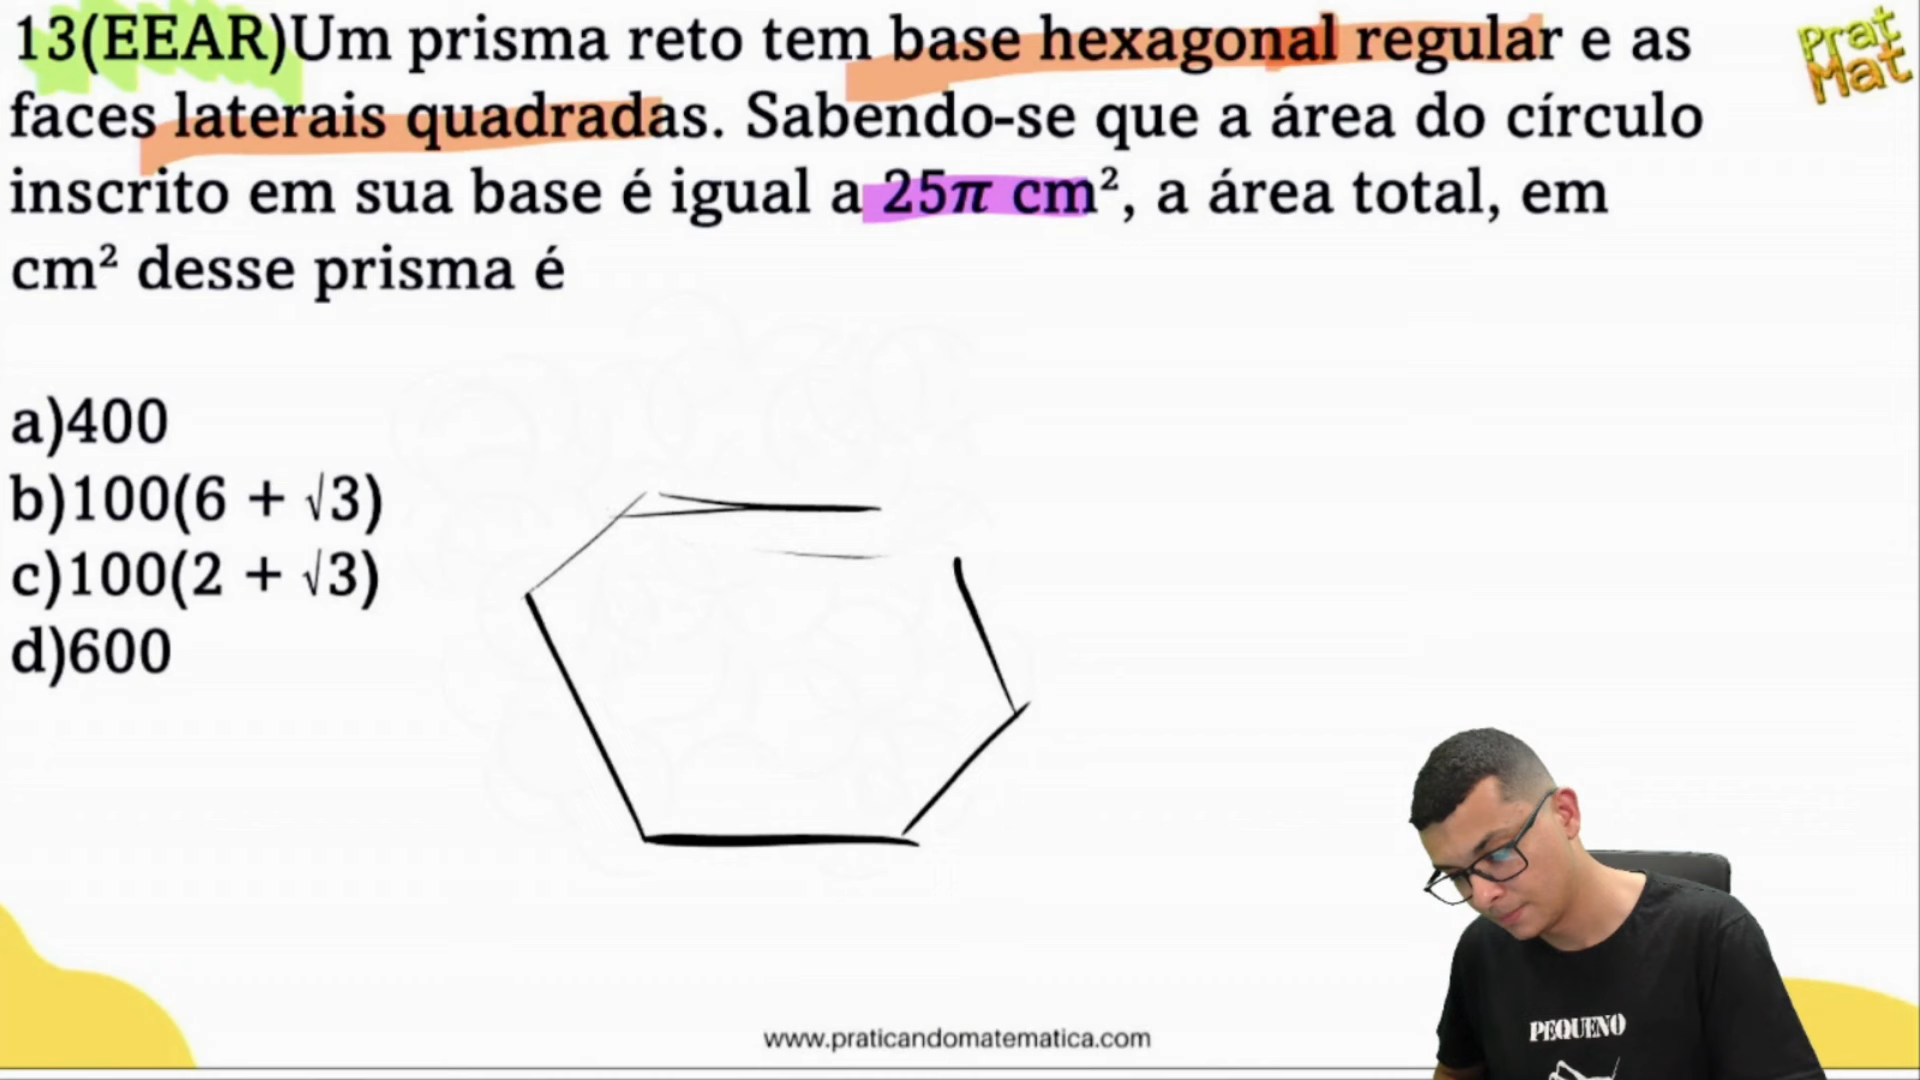 13(EEAR)Um prisma reto tem base hexagonal regular e as
faces laterais quadradas. Sabendo-se que a área do círculo
inscrito em sua base é igual a 25π cm², a área total, em
cm² desse prisma é
a)400
b)100(6 + √3)
c)100(2 + √3)
d)600
Prat
Mat
www.praticandomatematica.com
PEQUENO